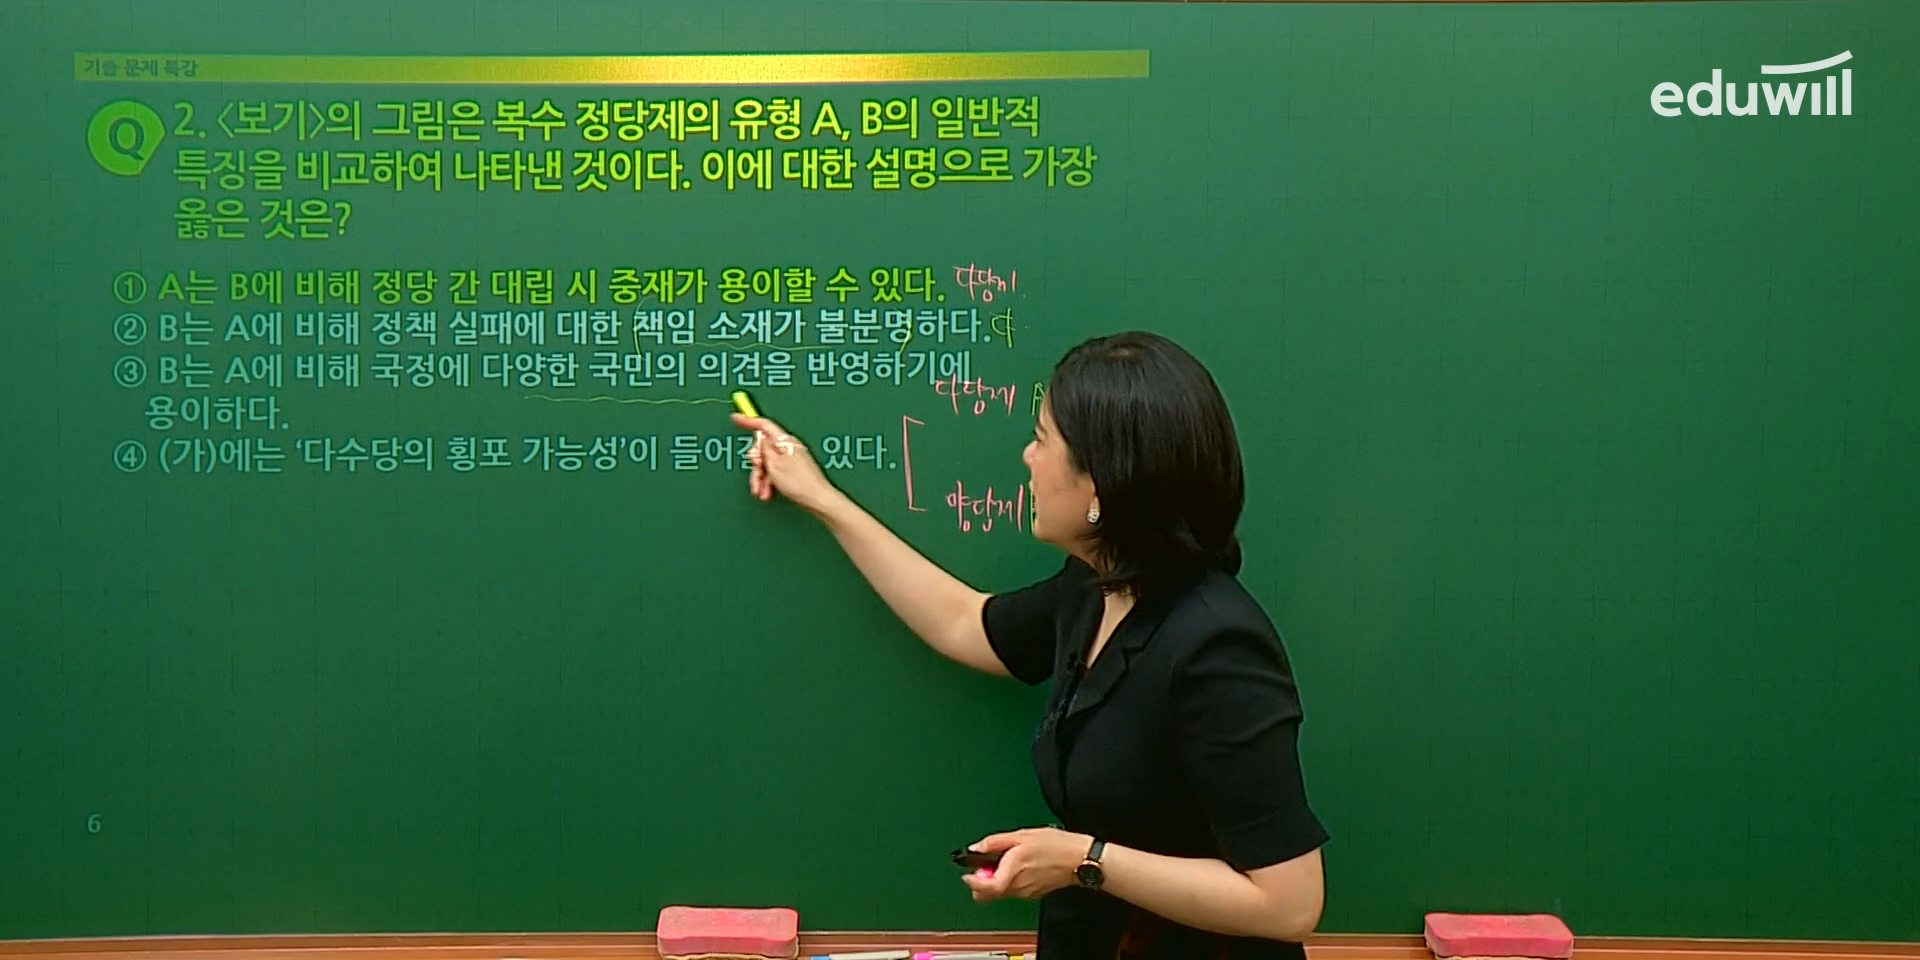 기출 문제 특강
eduwill
Q
2. <보기>의 그림은 복수 정당제의 유형 A, B의 일반적
특징을 비교하여 나타낸 것이다. 이에 대한 설명으로 가장
옳은 것은?
① A는 B에 비해 정당 간 대립 시 중재가 용이할 수 있다. 다당제
② B는 A에 비해 정책 실패에 대한 책임 소재가 불분명하다.
③ B는 A에 비해 국정에 다양한 국민의 의견을 반영하기에
용이하다.
다당제
④ (가)에는 '다수당의 횡포 가능성'이 들어갈 수 있다.
양당제
6